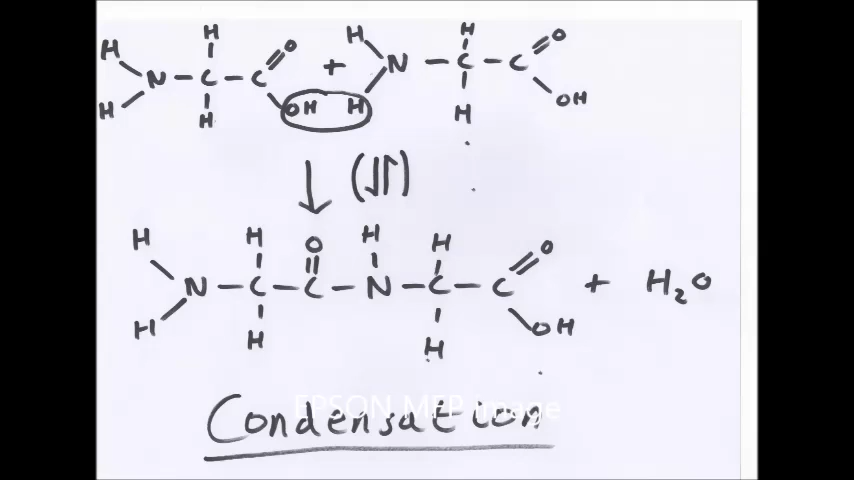 H H O H H O
N - C - C + N - C - C
H H OH H H OH
↓ (⇃↾)
H H O H H O
N - C - C - N - C - C + H₂O
H H H OH
Condensation
EPSON MFP image